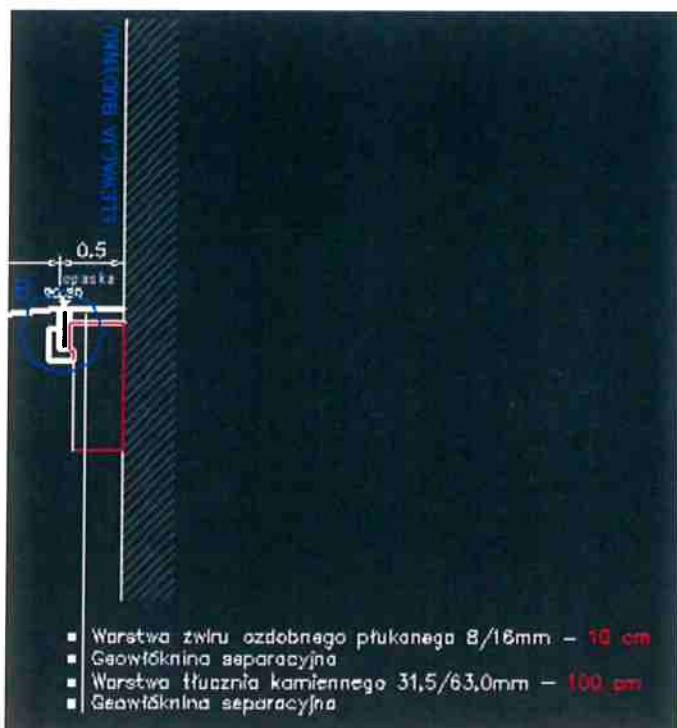 ELEWACJA BUDYNKU
0.5
opaska
Warstwa żwiru ozdobnego płukanego 8/16mm – 10 cm
Geowłóknina separacyjna
Warstwa tłucznia kamiennego 31,5/63,0mm – 100 cm
Geowłóknina separacyjna